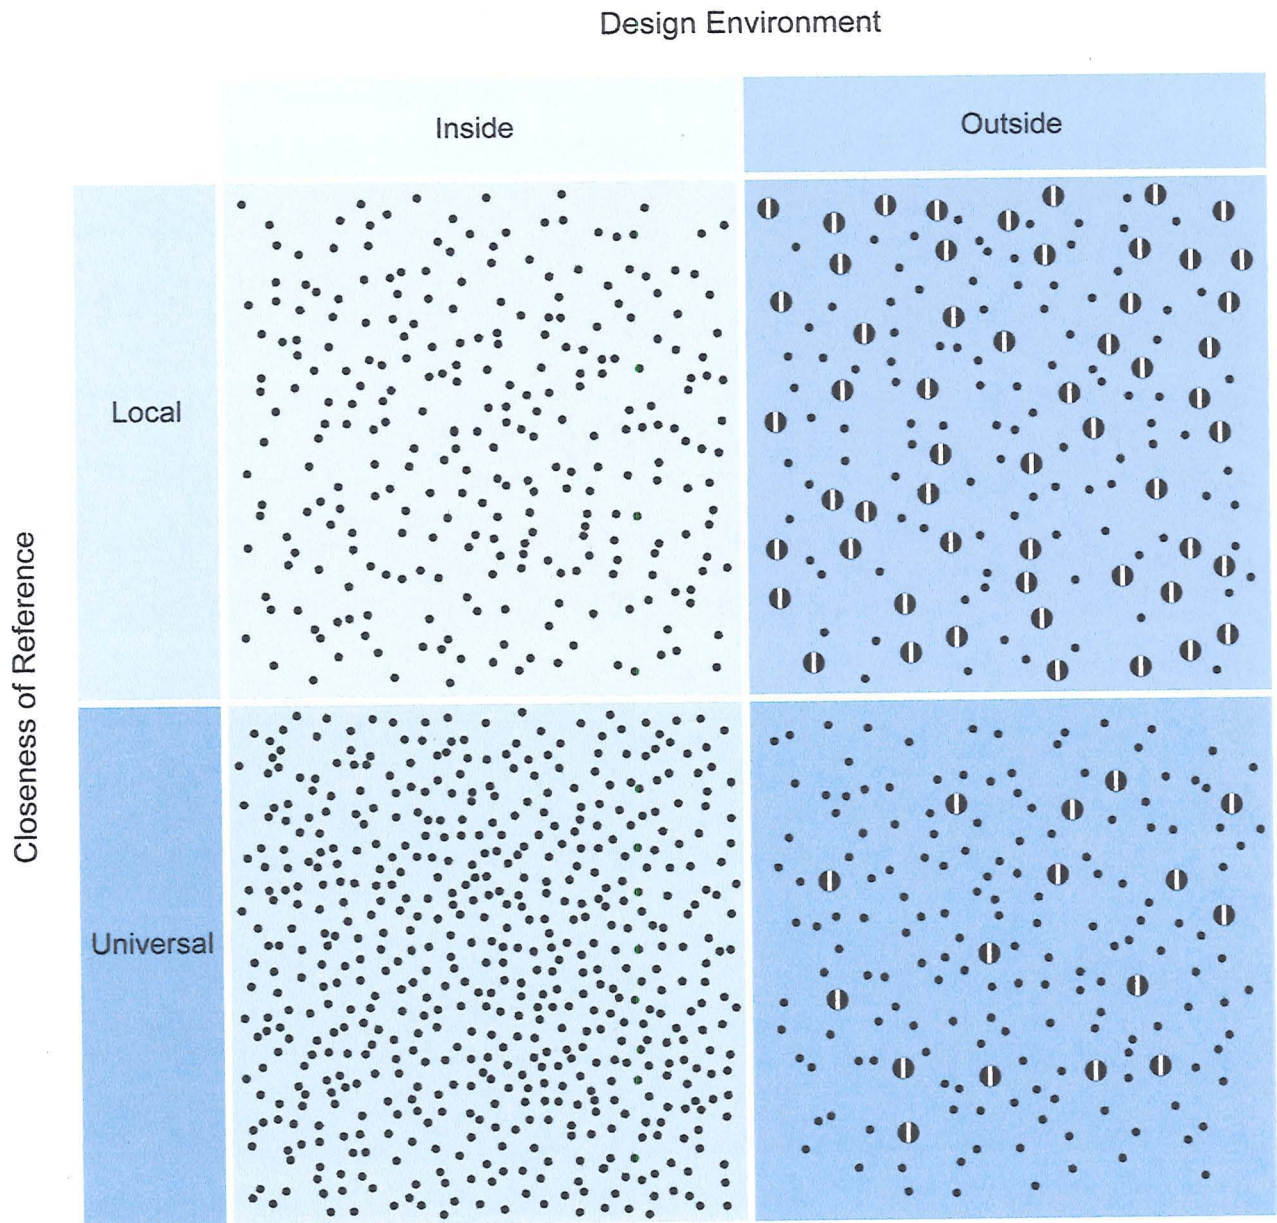 Design Environment
Inside
Outside
Local
Closeness of Reference
Universal